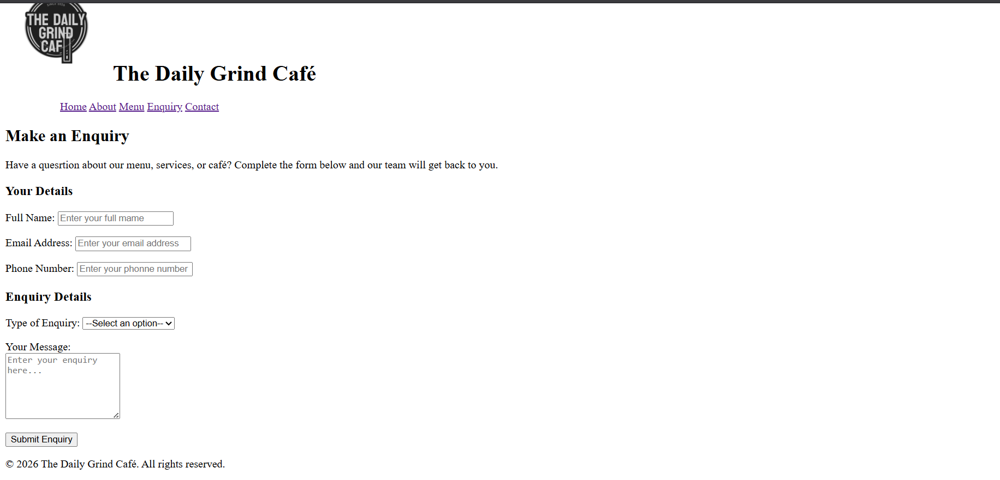 SINCE 2026
THE DAILY
GRIND
CAF
The Daily Grind Café
Home About Menu Enquiry Contact
Make an Enquiry
Have a quesrtion about our menu, services, or café? Complete the form below and our team will get back to you.
Your Details
Full Name: Enter your full mame
Email Address: Enter your email address
Phone Number: Enter your phonne number
Enquiry Details
Type of Enquiry: --Select an option--
Your Message:
Enter your enquiry
here...
Submit Enquiry
© 2026 The Daily Grind Café. All rights reserved.